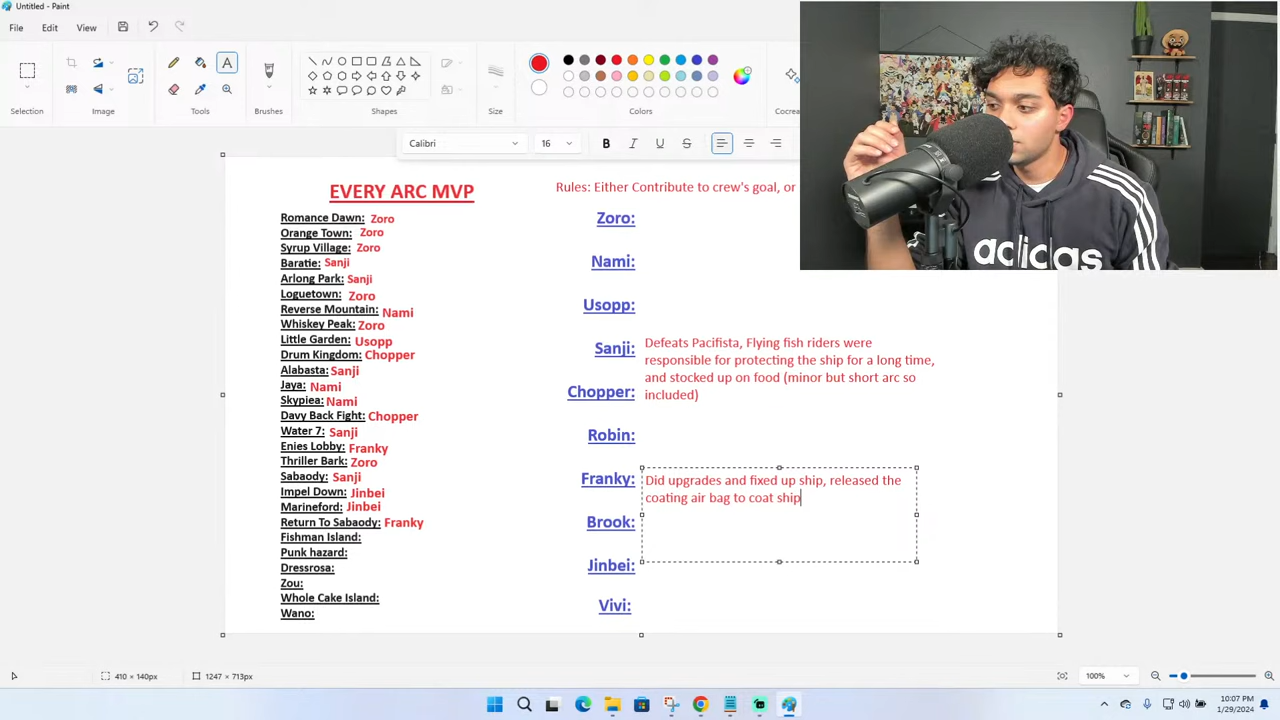 Untitled - Paint
File Edit View
Selection Image Tools Brushes Shapes Size Colors
Calibri 16 B I U S
EVERY ARC MVP
Romance Dawn: Zoro
Orange Town: Zoro
Syrup Village: Zoro
Baratie: Sanji
Arlong Park: Sanji
Loguetown: Zoro
Reverse Mountain: Nami
Whiskey Peak: Zoro
Little Garden: Usopp
Drum Kingdom: Chopper
Alabasta: Sanji
Jaya: Nami
Skypiea: Nami
Davy Back Fight: Chopper
Water 7: Sanji
Enies Lobby: Franky
Thriller Bark: Zoro
Sabaody: Sanji
Impel Down: Jinbei
Marineford: Jinbei
Return To Sabaody: Franky
Fishman Island:
Punk hazard:
Dressrosa:
Zou:
Whole Cake Island:
Wano:
Rules: Either Contribute to crew's goal, or
Zoro:
Nami:
Usopp:
Sanji: Defeats Pacifista, Flying fish riders were
responsible for protecting the ship for a long time,
and stocked up on food (minor but short arc so
included)
Chopper:
Robin:
Franky: Did upgrades and fixed up ship, released the
coating air bag to coat ship
Brook:
Jinbei:
Vivi:
adidas
410 × 140px
1247 × 713px
100%
10:07 PM
1/29/2024